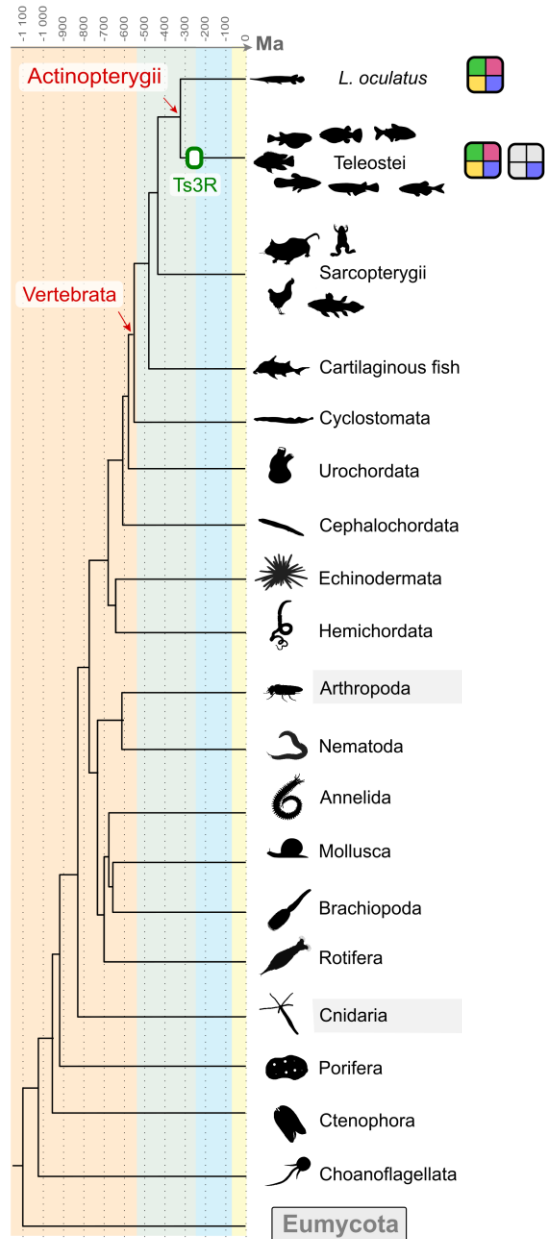 -1 100
-1 000
-900
-800
-700
-600
-500
-400
-300
-200
-100
0
Ma
Actinopterygii
L. oculatus
Teleostei
Ts3R
Sarcopterygii
Vertebrata
Cartilaginous fish
Cyclostomata
Urochordata
Cephalochordata
Echinodermata
Hemichordata
Arthropoda
Nematoda
Annelida
Mollusca
Brachiopoda
Rotifera
Cnidaria
Porifera
Ctenophora
Choanoflagellata
Eumycota